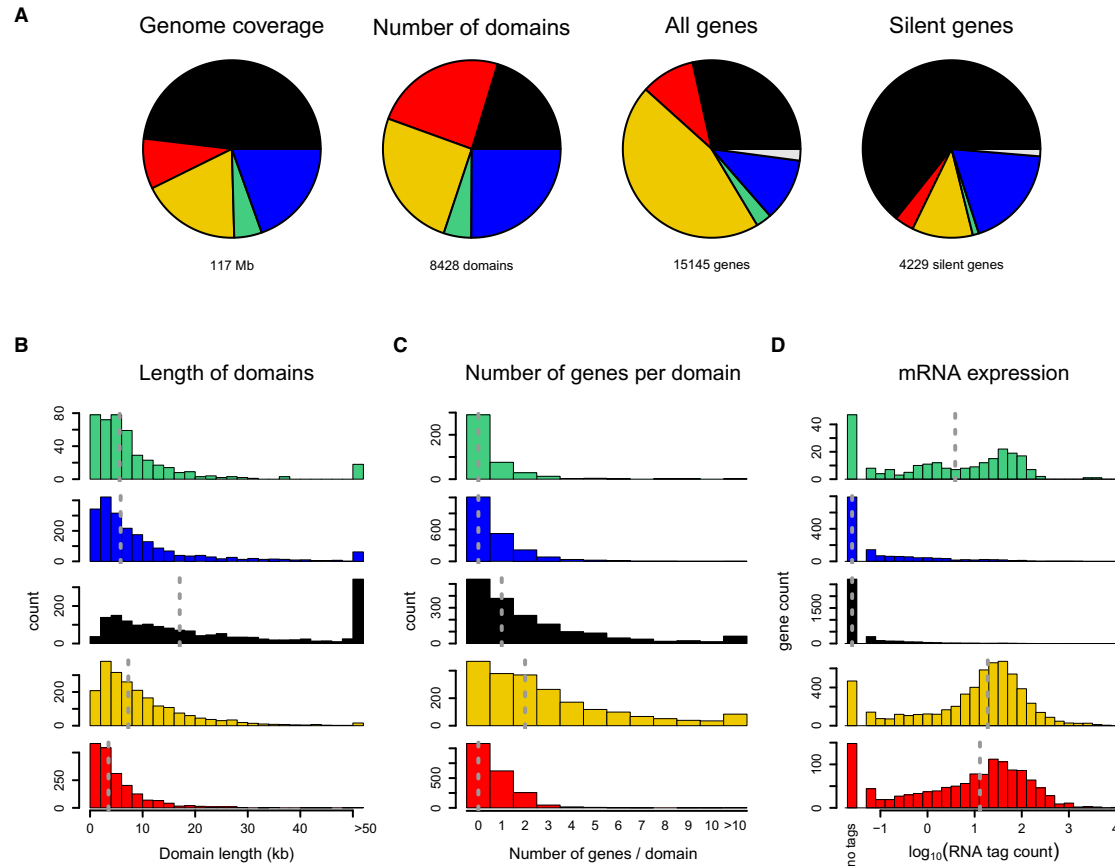 A
Genome coverage Number of domains All genes Silent genes
117 Mb 8428 domains 15145 genes 4229 silent genes
B C D
Length of domains Number of genes per domain mRNA expression
0 40 80
0 200
0 20 40
0 200
0 600
0 400 800
count
0 200
0 300
gene count
0 1500
0 200
0 200
0 400
0 250
0 500
0 100
0 10 20 30 40 >50
Domain length (kb)
0 1 2 3 4 5 6 7 8 9 10 >10
Number of genes / domain
no tags −1 0 1 2 3 4
log10(RNA tag count)